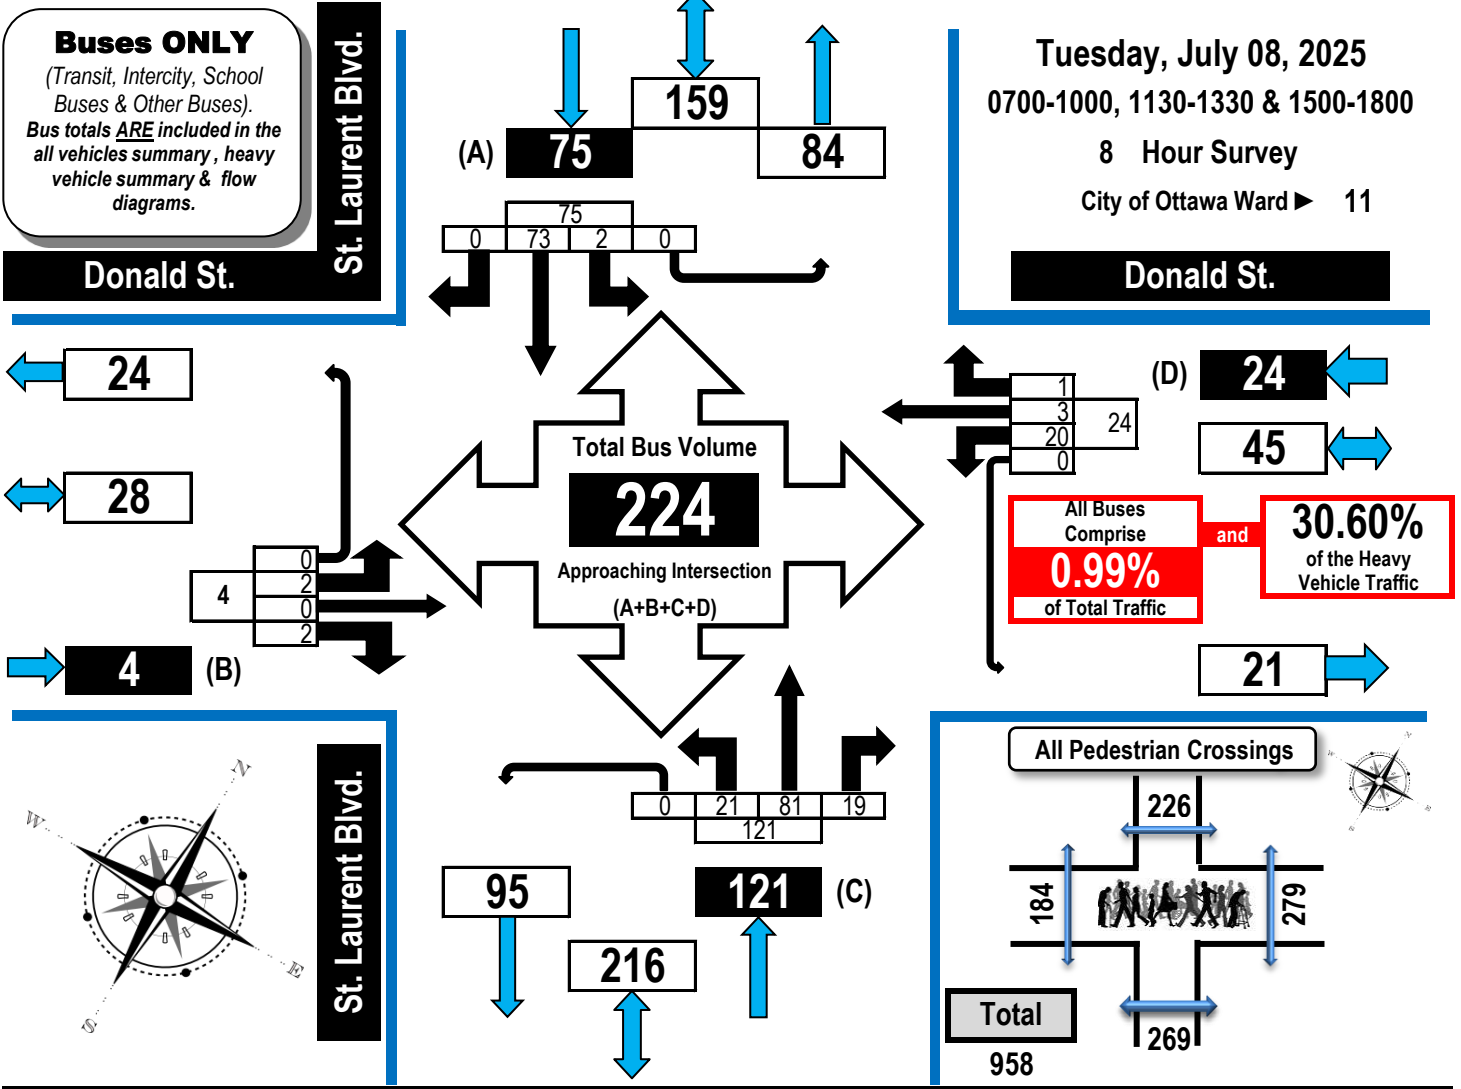 Buses ONLY
(Transit, Intercity, School
Buses & Other Buses).
Bus totals ARE included in the
all vehicles summary , heavy
vehicle summary & flow
diagrams.
St. Laurent Blvd.
Donald St.
159
(A)
75
84
75
0
73
2
0
Tuesday, July 08, 2025
0700-1000, 1130-1330 & 1500-1800
8 Hour Survey
City of Ottawa Ward ► 11
Donald St.
24
28
0
2
0
2
4
4
(B)
Total Bus Volume
224
Approaching Intersection
(A+B+C+D)
1
3
20
0
24
(D)
24
45
All Buses
Comprise
0.99%
of Total Traffic
and
30.60%
of the Heavy
Vehicle Traffic
21
N
W
E
S
St. Laurent Blvd.
0
21
81
19
121
95
121
(C)
216
All Pedestrian Crossings
N
W
E
S
226
184
279
269
Total
958